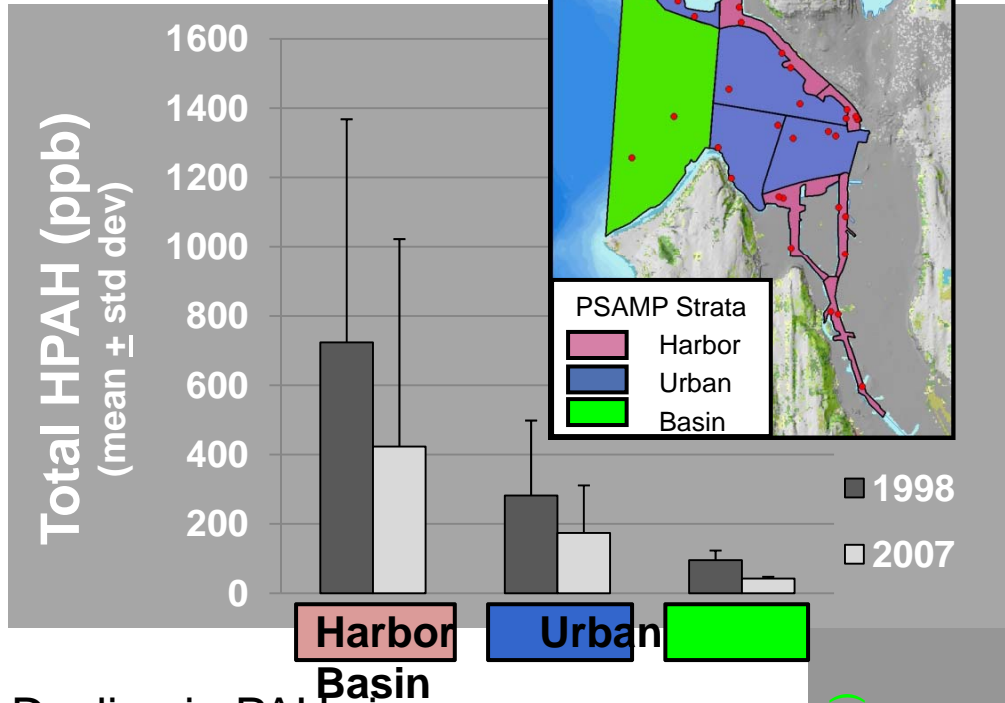 1600
1400
1200
1000
800
600
400
200
0
Total HPAH (ppb)
(mean + std dev)
PSAMP Strata
Harbor
Urban
Basin
1998
2007
Harbor
Urban
Basin